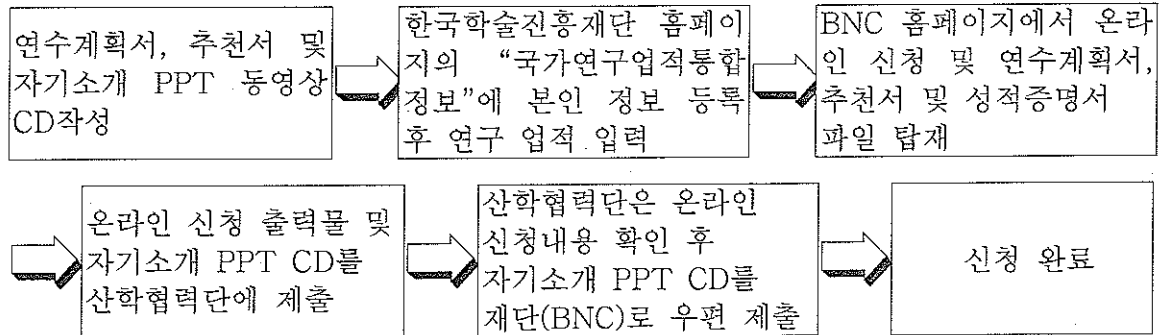 연수계획서, 추천서 및
자기소개 PPT 동영상
CD작성
한국학술진흥재단 홈페이
지의 “국가연구업적통합
정보”에 본인 정보 등록
후 연구 업적 입력
BNC 홈페이지에서 온라
인 신청 및 연수계획서,
추천서 및 성적증명서
파일 탑재
온라인 신청 출력물 및
자기소개 PPT CD를
산학협력단에 제출
산학협력단은 온라인
신청내용 확인 후
자기소개 PPT CD를
재단(BNC)로 우편 제출
신청 완료